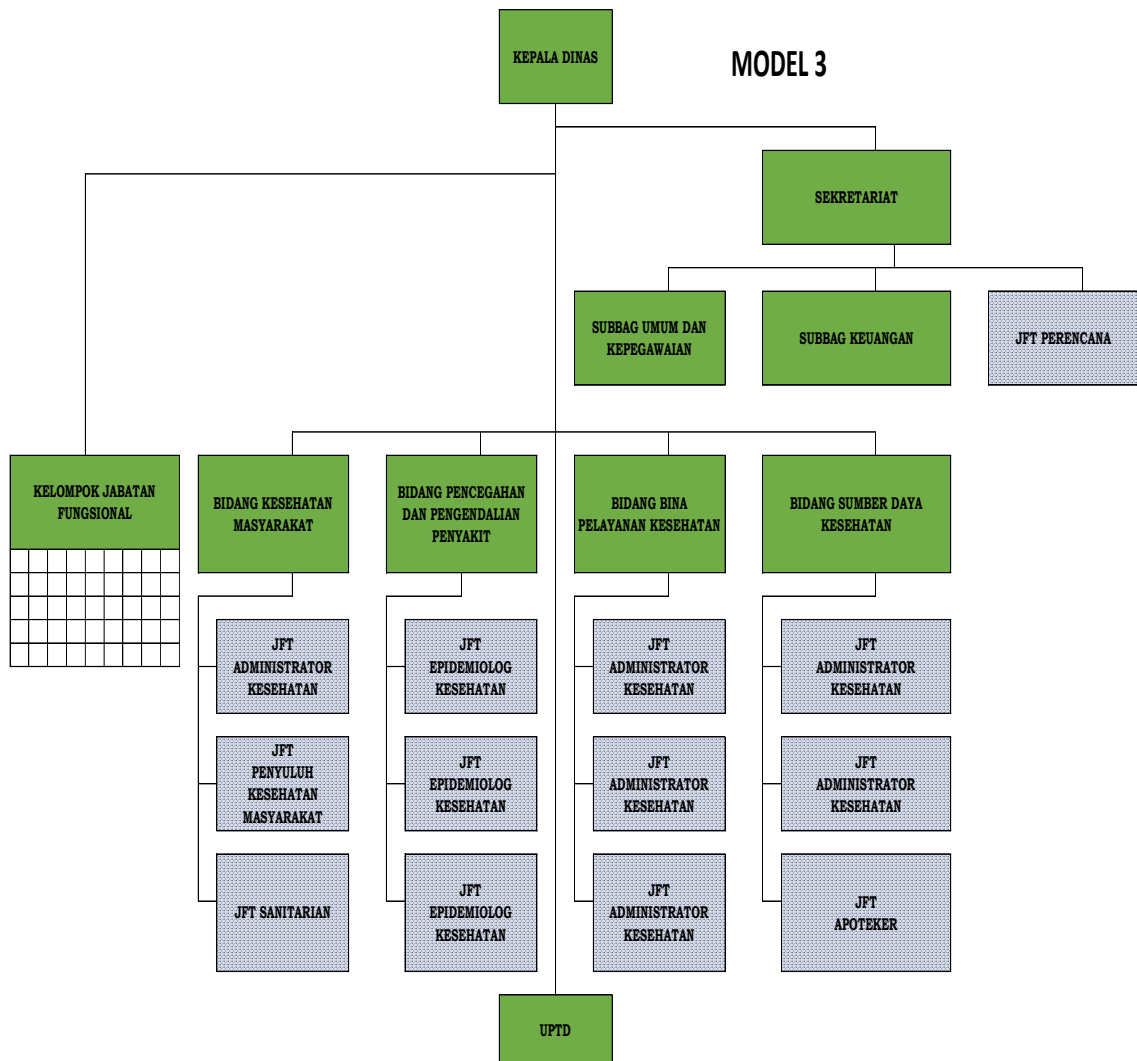 KEPALA DINAS
MODEL 3
SEKRETARIAT
SUBBAG UMUM DAN
KEPEGAWAIAN
SUBBAG KEUANGAN
JFT PERENCANA
KELOMPOK JABATAN
FUNGSIONAL
BIDANG KESEHATAN
MASYARAKAT
BIDANG PENCEGAHAN
DAN PENGENDALIAN
PENYAKIT
BIDANG BINA
PELAYANAN KESEHATAN
BIDANG SUMBER DAYA
KESEHATAN
JFT
ADMINISTRATOR
KESEHATAN
JFT
EPIDEMIOLOG
KESEHATAN
JFT
ADMINISTRATOR
KESEHATAN
JFT
ADMINISTRATOR
KESEHATAN
JFT
PENYULUH
KESEHATAN
MASYARAKAT
JFT
EPIDEMIOLOG
KESEHATAN
JFT
ADMINISTRATOR
KESEHATAN
JFT
ADMINISTRATOR
KESEHATAN
JFT SANITARIAN
JFT
EPIDEMIOLOG
KESEHATAN
JFT
ADMINISTRATOR
KESEHATAN
JFT
APOTEKER
UPTD